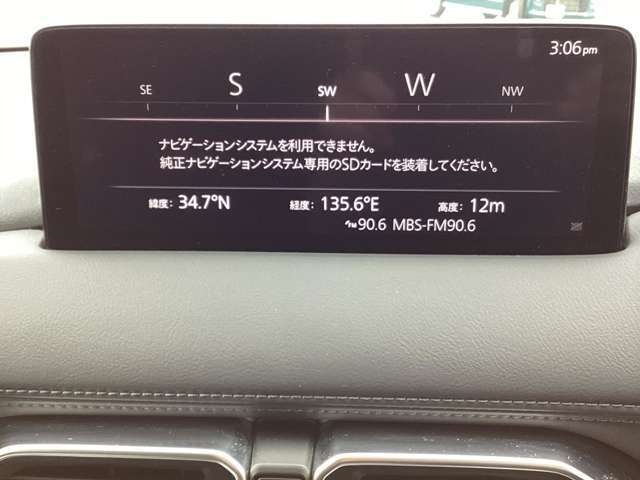 3:06pm
SE S SW W NW
ナビゲーションシステムを利用できません。
純正ナビゲーションシステム専用のSDカードを装着してください。
緯度: 34.7°N 経度: 135.6°E 高度: 12m
FM90.6 MBS-FM90.6